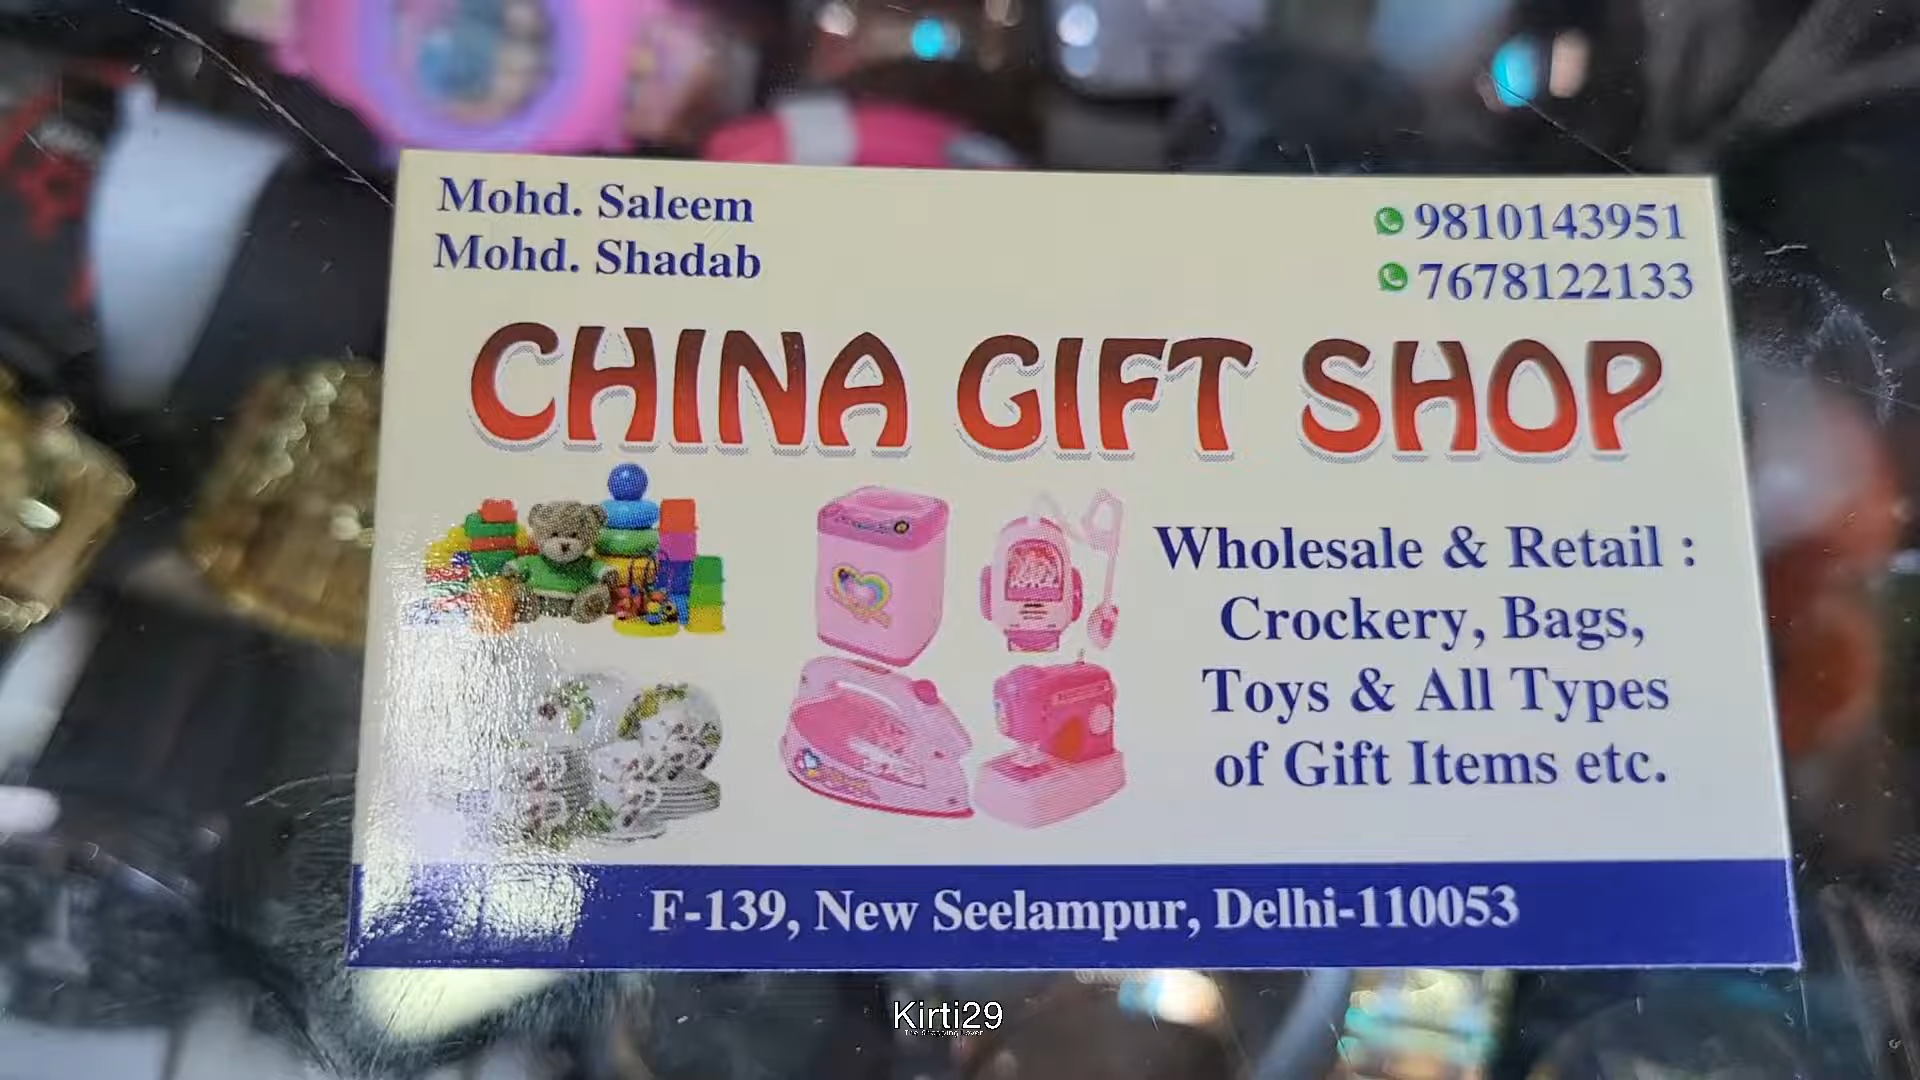 Mohd. Saleem
Mohd. Shadab
9810143951
7678122133
CHINA GIFT SHOP
Wholesale & Retail :
Crockery, Bags,
Toys & All Types
of Gift Items etc.
F-139, New Seelampur, Delhi-110053
Kirti29